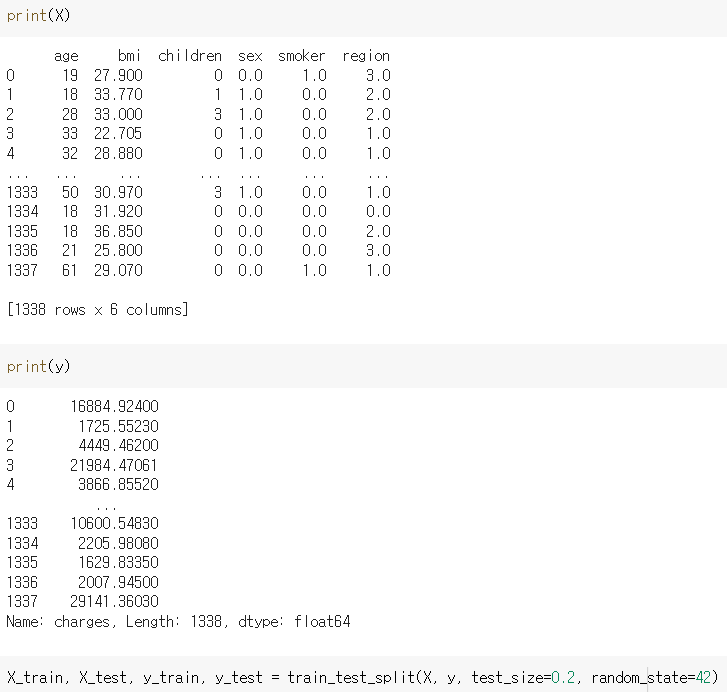 print(X)
age bmi children sex smoker region
0 19 27.900 0 0.0 1.0 3.0
1 18 33.770 1 1.0 0.0 2.0
2 28 33.000 3 1.0 0.0 2.0
3 33 22.705 0 1.0 0.0 1.0
4 32 28.880 0 1.0 0.0 1.0
... ... ... ... ... ... ...
1333 50 30.970 3 1.0 0.0 1.0
1334 18 31.920 0 0.0 0.0 0.0
1335 18 36.850 0 0.0 0.0 2.0
1336 21 25.800 0 0.0 0.0 3.0
1337 61 29.070 0 0.0 1.0 1.0
[1338 rows x 6 columns]
print(y)
0 16884.92400
1 1725.55230
2 4449.46200
3 21984.47061
4 3866.85520
...
1333 10600.54830
1334 2205.98080
1335 1629.83350
1336 2007.94500
1337 29141.36030
Name: charges, Length: 1338, dtype: float64
X_train, X_test, y_train, y_test = train_test_split(X, y, test_size=0.2, random_state=42)